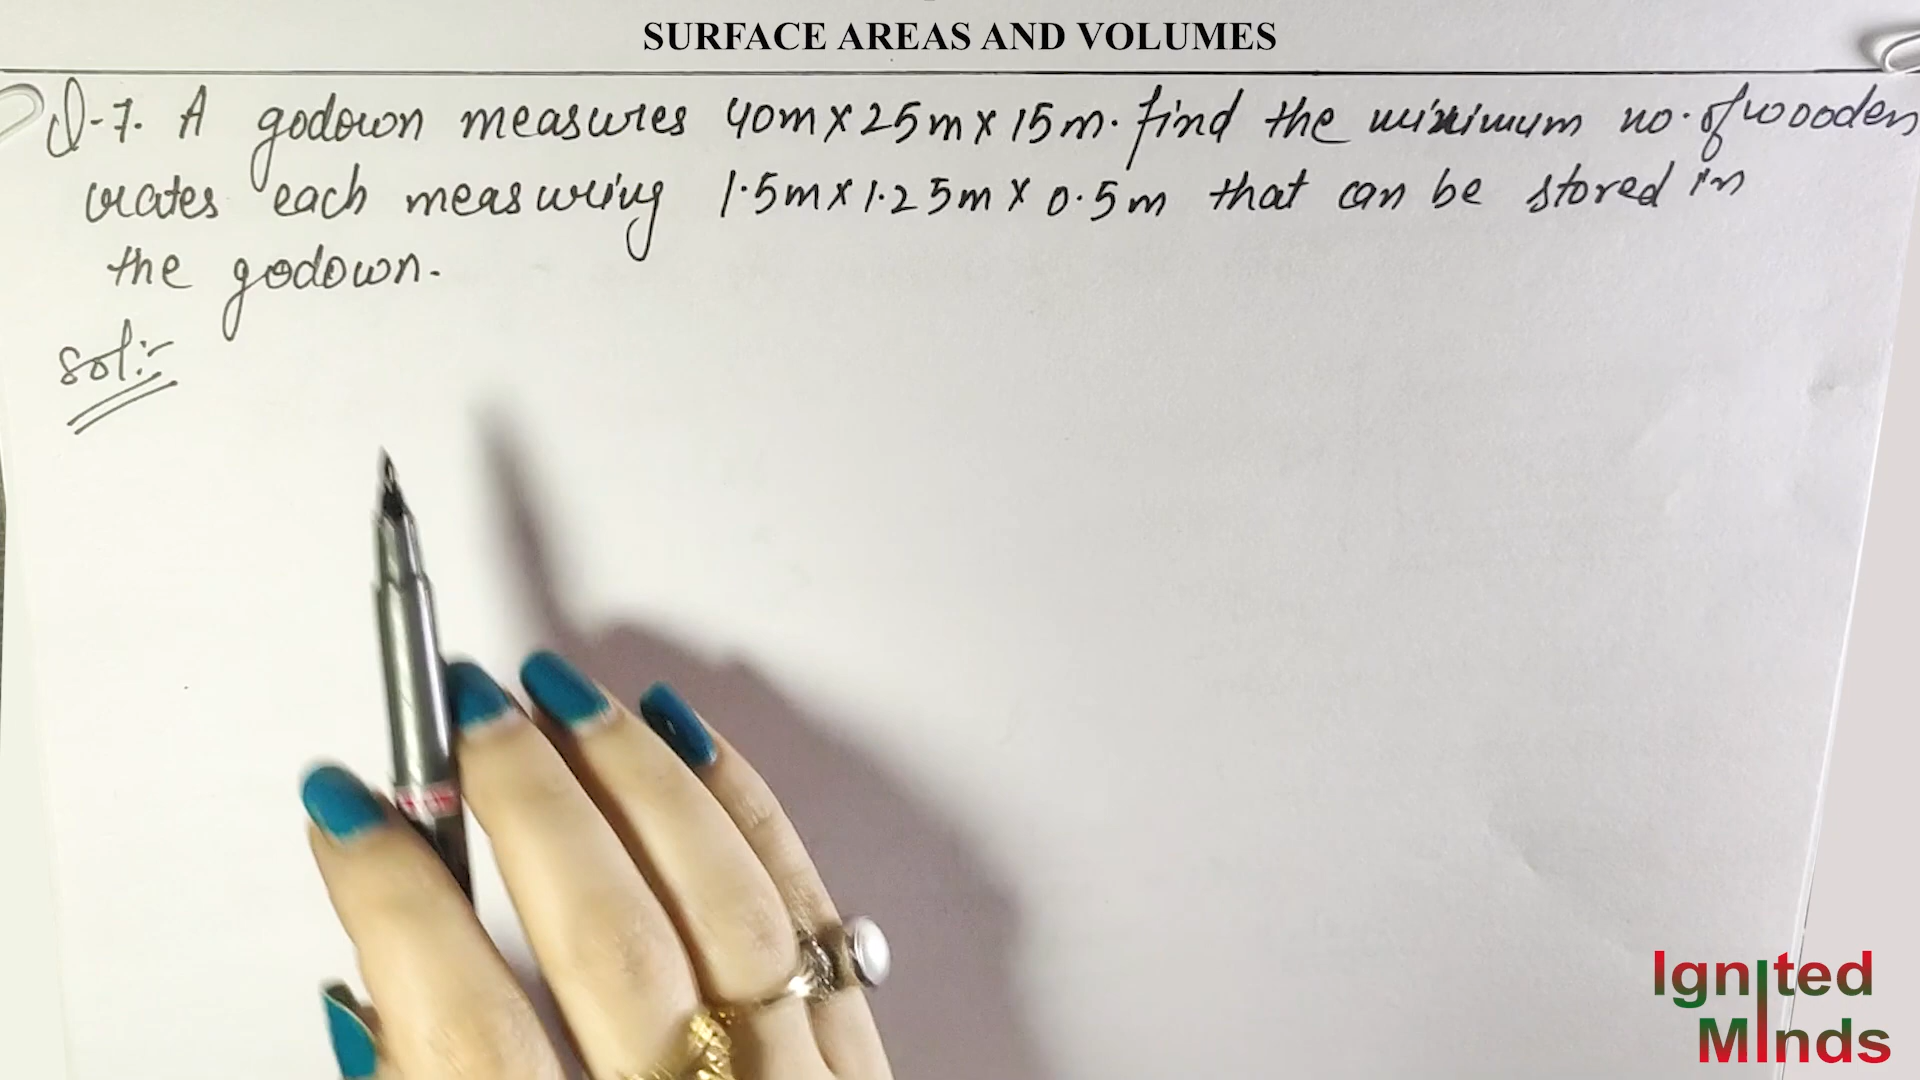 SURFACE AREAS AND VOLUMES
Q-7. A godown measures 40m x 25m x 15m. find the minimum no. of wooden
crates each measuring 1.5m x 1.25m x 0.5m that can be stored in
the godown.
Sol:-
Ignited
Minds